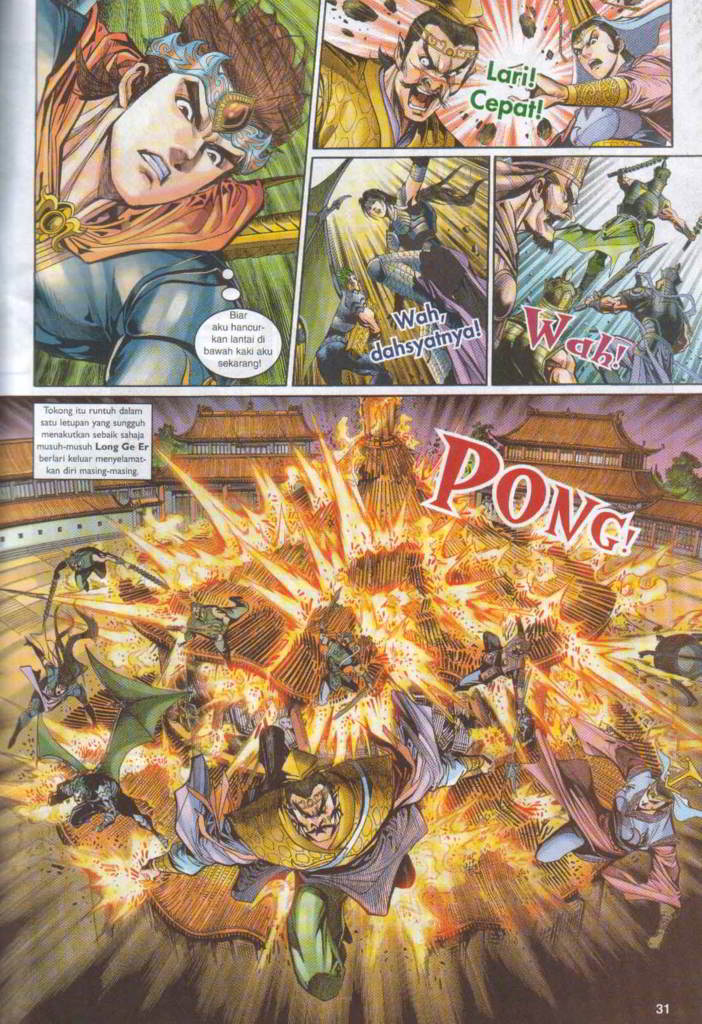 Biar
aku hancur-
kan lantai di
bawah kaki aku
sekarang!
Lari!
Cepat!
Wah,
dahsyatnya!
Wah!
Tokong itu runtuh dalam
satu letupan yang sungguh
menakutkan sebaik sahaja
musuh-musuh Long Ge Er
berlari keluar menyelamat-
kan diri masing-masing.
PONG!
31